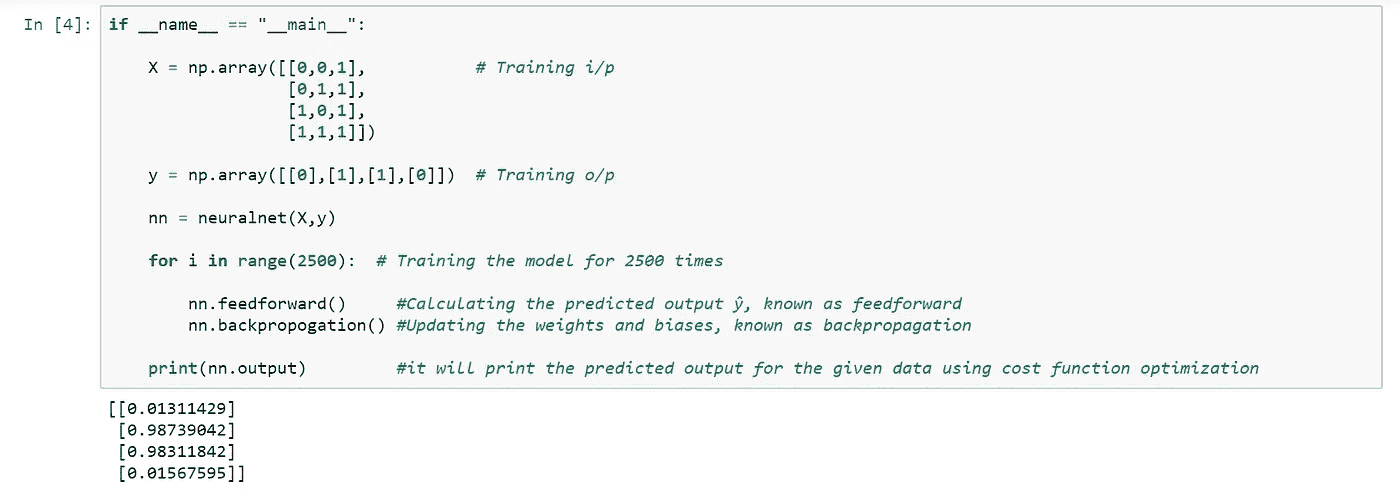 In [4]: if __name__ == "__main__":
X = np.array([[0,0,1], # Training i/p
[0,1,1],
[1,0,1],
[1,1,1]])
y = np.array([[0],[1],[1],[0]]) # Training o/p
nn = neuralnet(X,y)
for i in range(2500): # Training the model for 2500 times
nn.feedforward() #Calculating the predicted output ŷ, known as feedforward
nn.backpropogation() #Updating the weights and biases, known as backpropagation
print(nn.output) #it will print the predicted output for the given data using cost function optimization
[[0.01311429]
[0.98739042]
[0.98311842]
[0.01567595]]